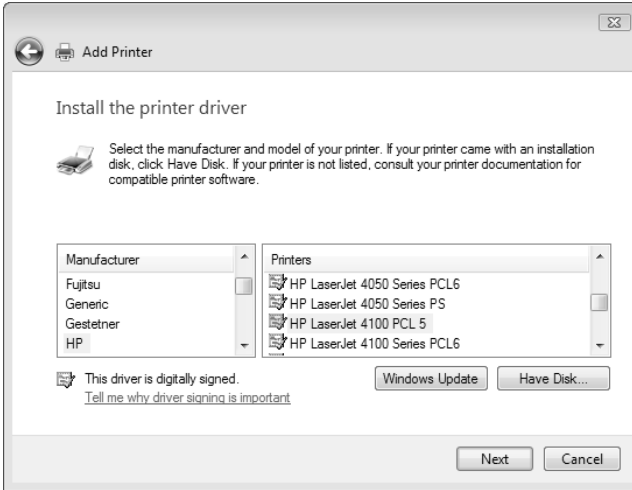 Add Printer
Install the printer driver
Select the manufacturer and model of your printer. If your printer came with an installation
disk, click Have Disk. If your printer is not listed, consult your printer documentation for
compatible printer software.
Manufacturer
Fujitsu
Generic
Gestetner
HP
Printers
HP LaserJet 4050 Series PCL6
HP LaserJet 4050 Series PS
HP LaserJet 4100 PCL 5
HP LaserJet 4100 Series PCL6
This driver is digitally signed.
Tell me why driver signing is important
Windows Update
Have Disk...
Next
Cancel